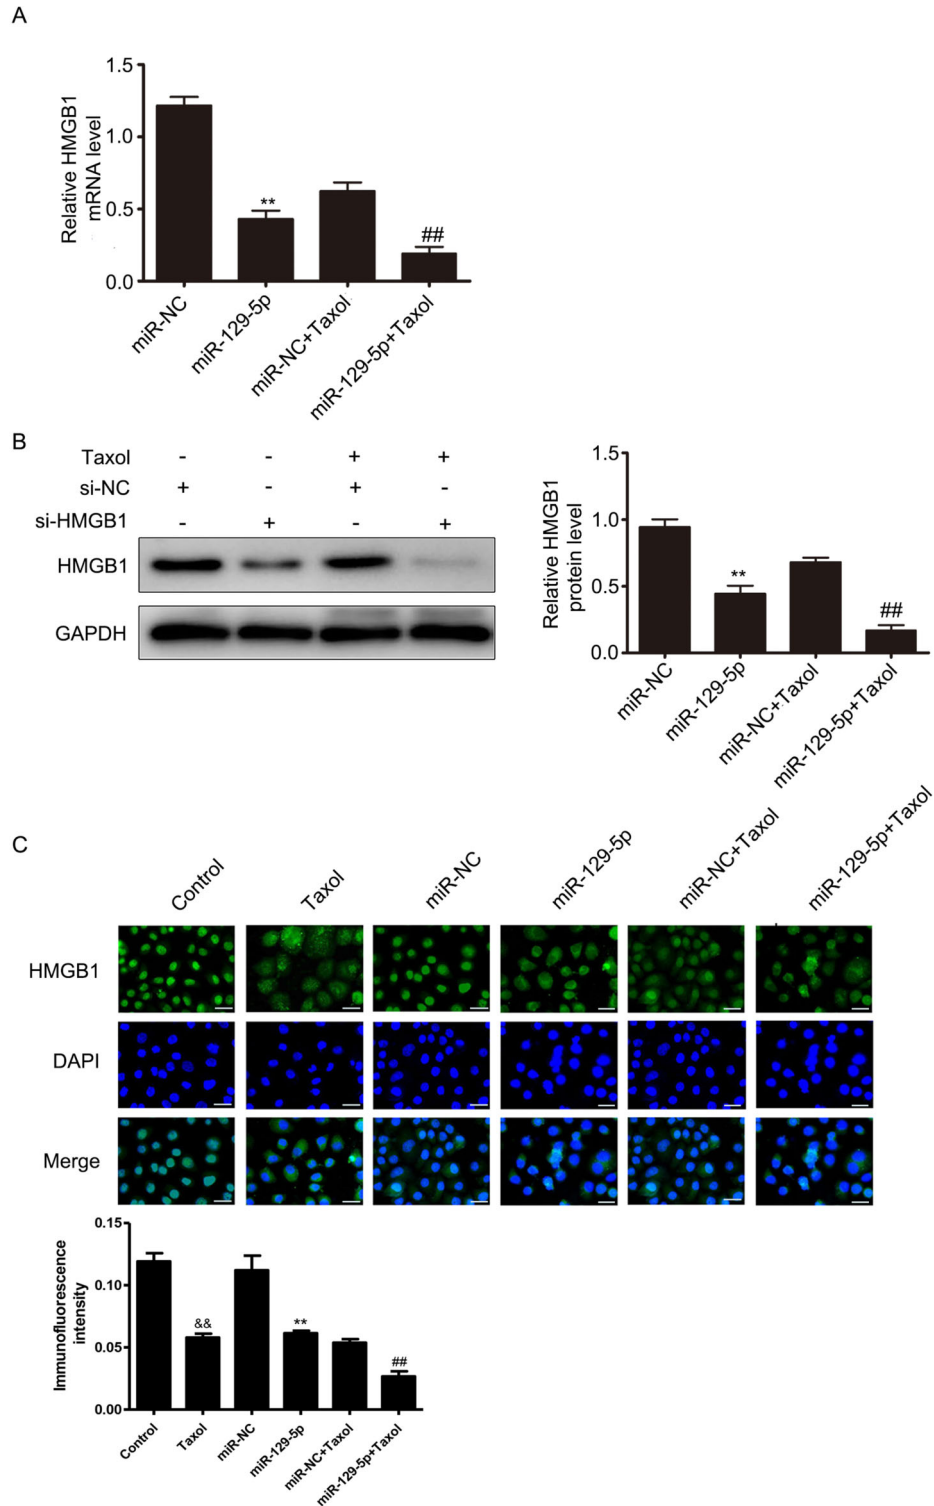 A
Relative HMGB1
mRNA level
1.5
1.0
0.5
0.0
**
##
miR-NC
miR-129-5p
miR-NC+Taxol
miR-129-5p+Taxol
B
Taxol - - + +
si-NC + - + -
si-HMGB1 - + - +
HMGB1
GAPDH
Relative HMGB1
protein level
1.5
1.0
0.5
0.0
**
##
miR-NC
miR-129-5p
miR-NC+Taxol
miR-129-5p+Taxol
C
Control
Taxol
miR-NC
miR-129-5p
miR-NC+Taxol
miR-129-5p+Taxol
HMGB1
DAPI
Merge
Immunofluorescence
intensity
0.15
0.10
0.05
0.00
&&
**
##
Control
Taxol
miR-NC
miR-129-5p
miR-NC+Taxol
miR-129-5p+Taxol